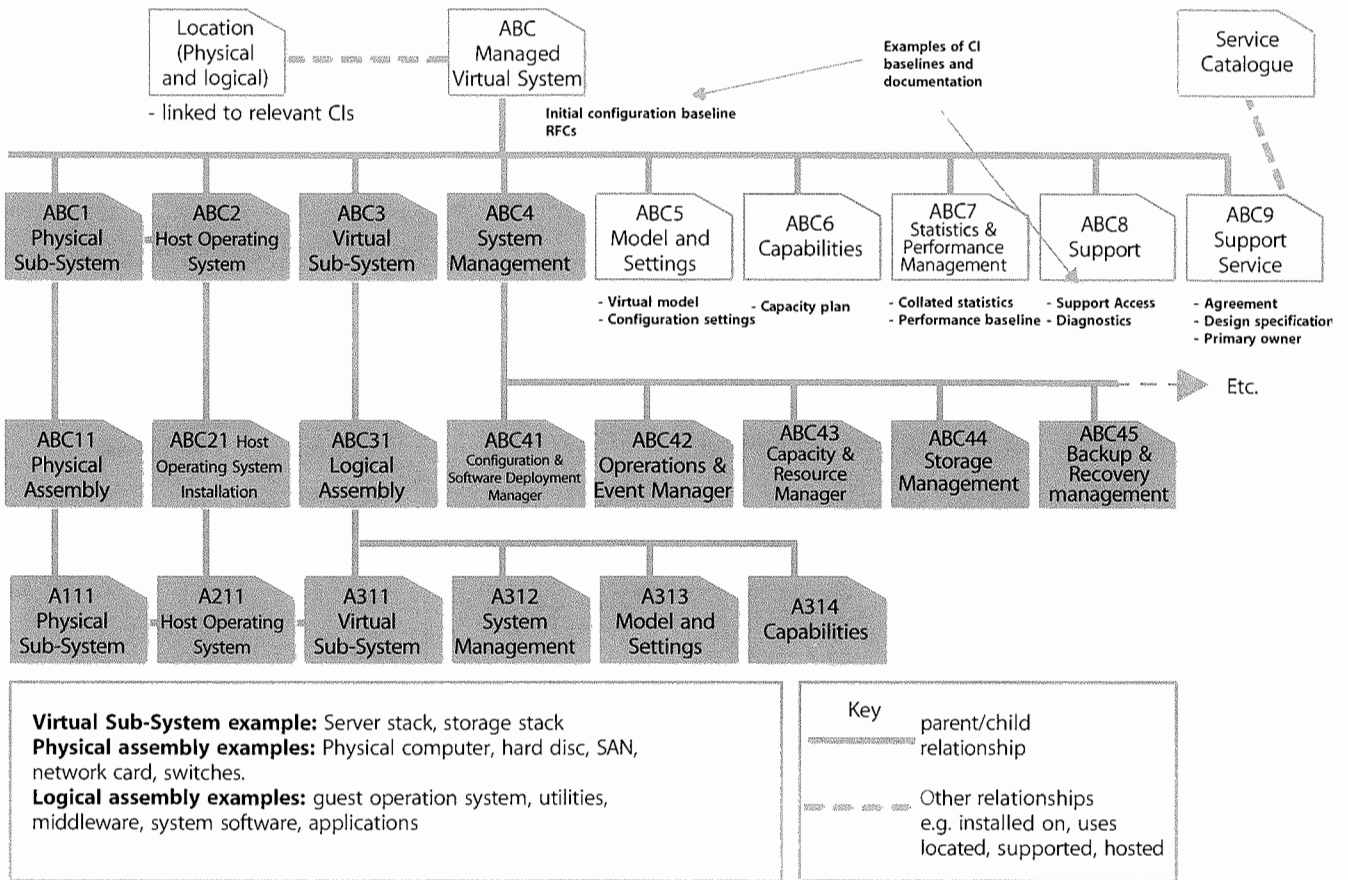 Location
(Physical
and logical)
- linked to relevant CIs
ABC
Managed
Virtual System
Initial configuration baseline
RFCs
Examples of CI
baselines and
documentation
Service
Catalogue
ABC1
Physical
Sub-System
ABC2
Host Operating
System
ABC3
Virtual
Sub-System
ABC4
System
Management
ABC5
Model and
Settings
- Virtual model
- Configuration settings
ABC6
Capabilities
- Capacity plan
ABC7
Statistics &
Performance
Management
- Collated statistics
- Performance baseline
ABC8
Support
- Support Access
- Diagnostics
ABC9
Support
Service
- Agreement
- Design specification
- Primary owner
Etc.
ABC11
Physical
Assembly
ABC21 Host
Operating System
Installation
ABC31
Logical
Assembly
ABC41
Configuration &
Software Deployment
Manager
ABC42
Oprerations &
Event Manager
ABC43
Capacity &
Resource
Manager
ABC44
Storage
Management
ABC45
Backup &
Recovery
management
A111
Physical
Sub-System
A211
Host Operating
System
A311
Virtual
Sub-System
A312
System
Management
A313
Model and
Settings
A314
Capabilities
Virtual Sub-System example: Server stack, storage stack
Physical assembly examples: Physical computer, hard disc, SAN,
network card, switches.
Logical assembly examples: guest operation system, utilities,
middleware, system software, applications
Key
parent/child
relationship
Other relationships
e.g. installed on, uses
located, supported, hosted